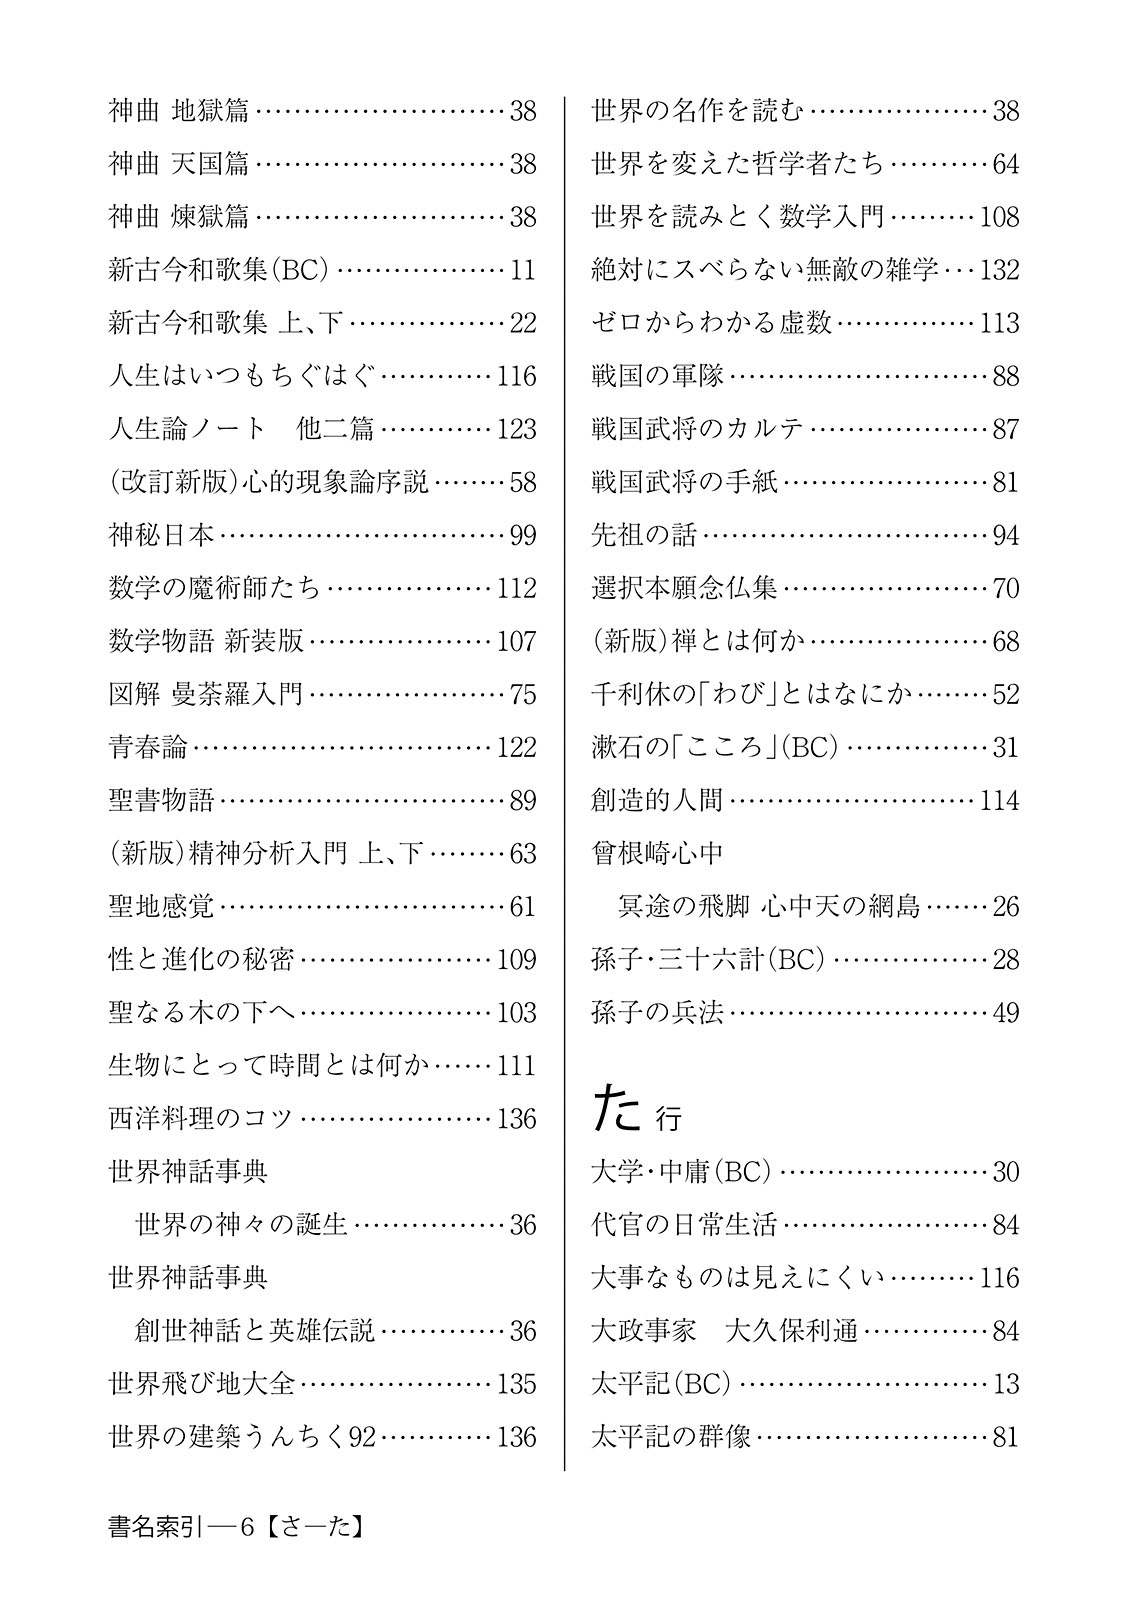 神曲 地獄篇…………………………38
神曲 天国篇…………………………38
神曲 煉獄篇…………………………38
新古今和歌集（BC）…………………11
新古今和歌集 上、下………………22
人生はいつもちぐはぐ…………116
人生論ノート　他二篇…………123
（改訂新版）心的現象論序説………58
神秘日本……………………………99
数学の魔術師たち………………112
数学物語 新装版…………………107
図解 曼荼羅入門……………………75
青春論………………………………122
聖書物語……………………………89
（新版）精神分析入門 上、下………63
聖地感覚……………………………61
性と進化の秘密…………………109
聖なる木の下へ…………………103
生物にとって時間とは何か……111
西洋料理のコツ…………………136
世界神話事典
世界の神々の誕生………………36
世界神話事典
創世神話と英雄伝説……………36
世界飛び地大全…………………135
世界の建築うんちく92…………136
世界の名作を読む…………………38
世界を変えた哲学者たち…………64
世界を読みとく数学入門………108
絶対にスベらない無敵の雑学…132
ゼロからわかる虚数……………113
戦国の軍隊…………………………88
戦国武将のカルテ…………………87
戦国武将の手紙……………………81
先祖の話……………………………94
選択本願念仏集……………………70
（新版）禅とは何か…………………68
千利休の「わび」とはなにか………52
漱石の「こころ」（BC）………………31
創造的人間…………………………114
曾根崎心中
冥途の飛脚 心中天の網島………26
孫子・三十六計（BC）………………28
孫子の兵法…………………………49
た 行
大学・中庸（BC）……………………30
代官の日常生活……………………84
大事なものは見えにくい………116
大政事家　大久保利通……………84
太平記（BC）…………………………13
太平記の群像………………………81
書名索引―6【さ―た】